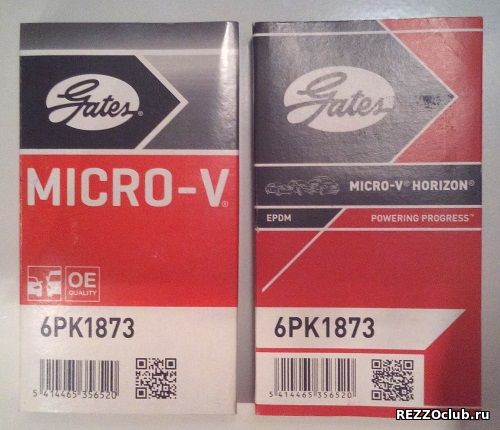 Gates®
MICRO-V®
OE
QUALITY
6PK1873
5 414465 356520
Gates
MICRO-V® HORIZON®
EPDM
POWERING PROGRESS™
6PK1873
5 414465 356520
REZZOclub.ru